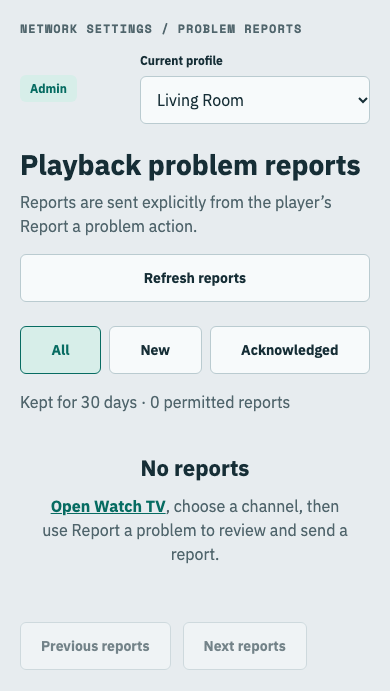 NETWORK SETTINGS / PROBLEM REPORTS
Current profile
Admin
Living Room
Playback problem reports
Reports are sent explicitly from the player’s
Report a problem action.
Refresh reports
All
New
Acknowledged
Kept for 30 days · 0 permitted reports
No reports
Open Watch TV, choose a channel, then
use Report a problem to review and send a
report.
Previous reports
Next reports